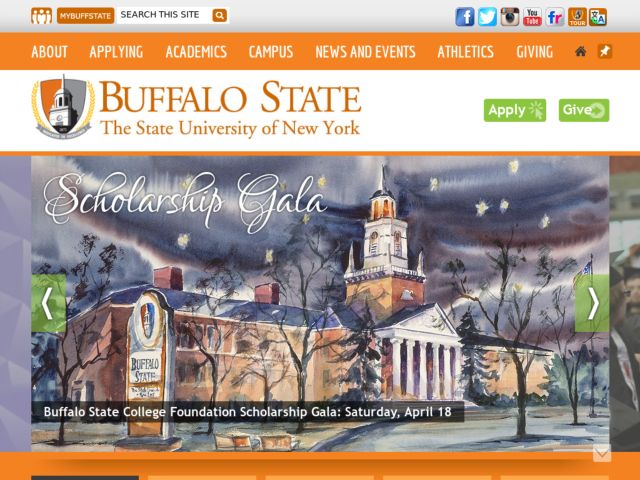 MYBUFFSTATE
SEARCH THIS SITE
You
Tube
TOUR
ABOUT
APPLYING
ACADEMICS
CAMPUS
NEWS AND EVENTS
ATHLETICS
GIVING
BUFFALO STATE
The State University of New York
Apply
Give
Scholarship Gala
BUFFALO
STATE
Buffalo State College Foundation Scholarship Gala: Saturday, April 18